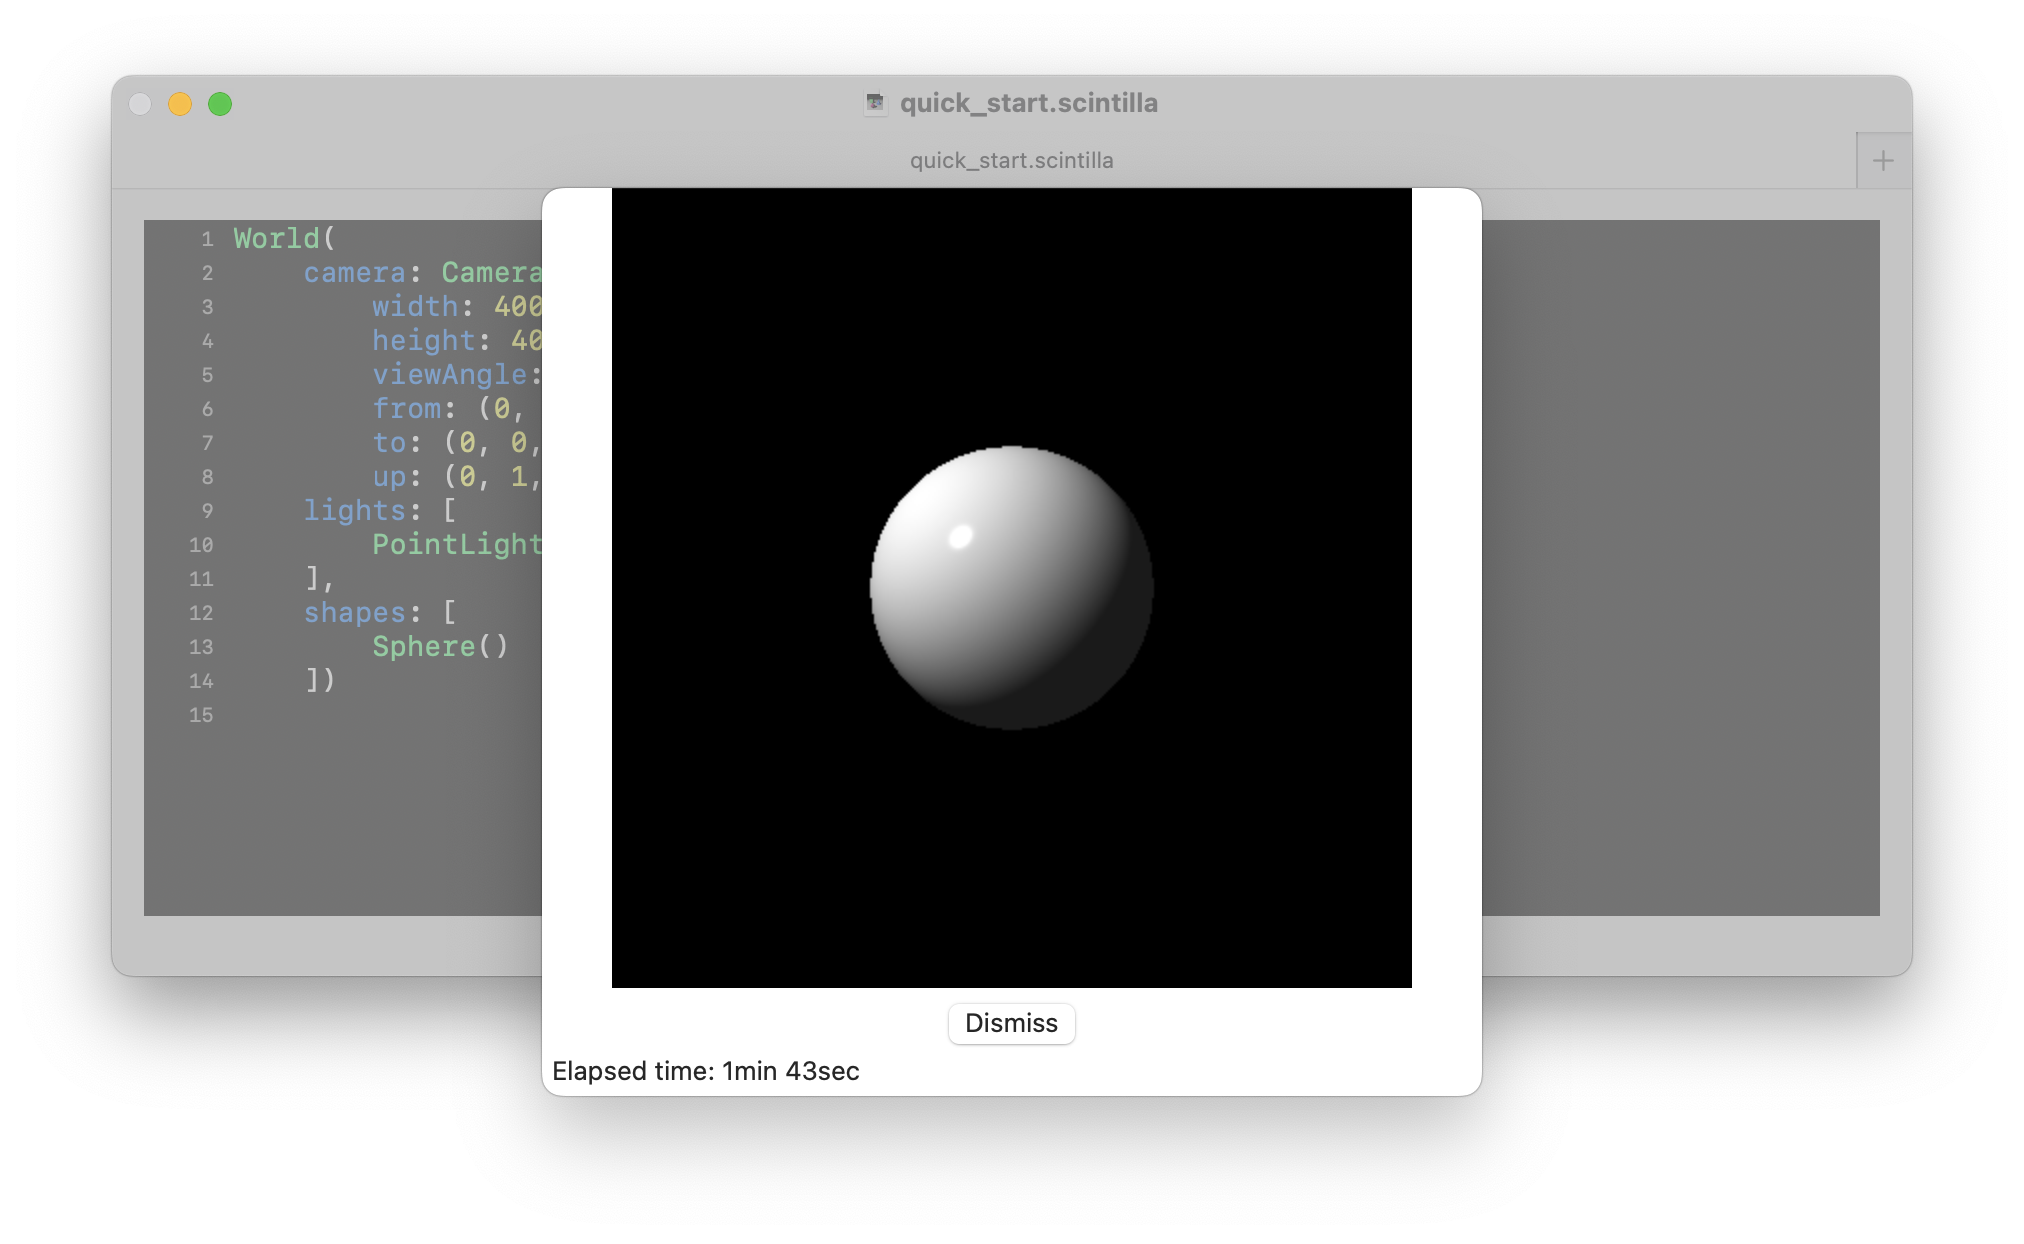 quick_start.scintilla
quick_start.scintilla
1 World(
2 camera: Camera
3 width: 400
4 height: 40
5 viewAngle:
6 from: (0,
7 to: (0, 0,
8 up: (0, 1,
9 lights: [
10 PointLight
11 ],
12 shapes: [
13 Sphere()
14 ])
15
Dismiss
Elapsed time: 1min 43sec